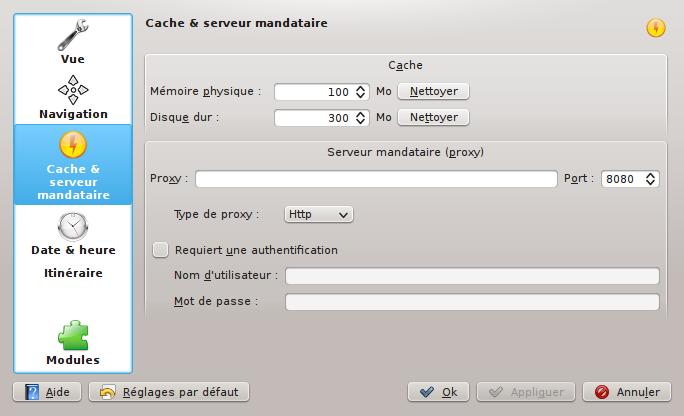 Cache & serveur mandataire
Vue
Navigation
Cache &
serveur
mandataire
Date & heure
Itinéraire
Modules
Cache
Mémoire physique : 100 Mo Nettoyer
Disque dur : 300 Mo Nettoyer
Serveur mandataire (proxy)
Proxy : Port : 8080
Type de proxy : Http
Requiert une authentification
Nom d'utilisateur :
Mot de passe :
Aide Réglages par défaut Ok Appliquer Annuler